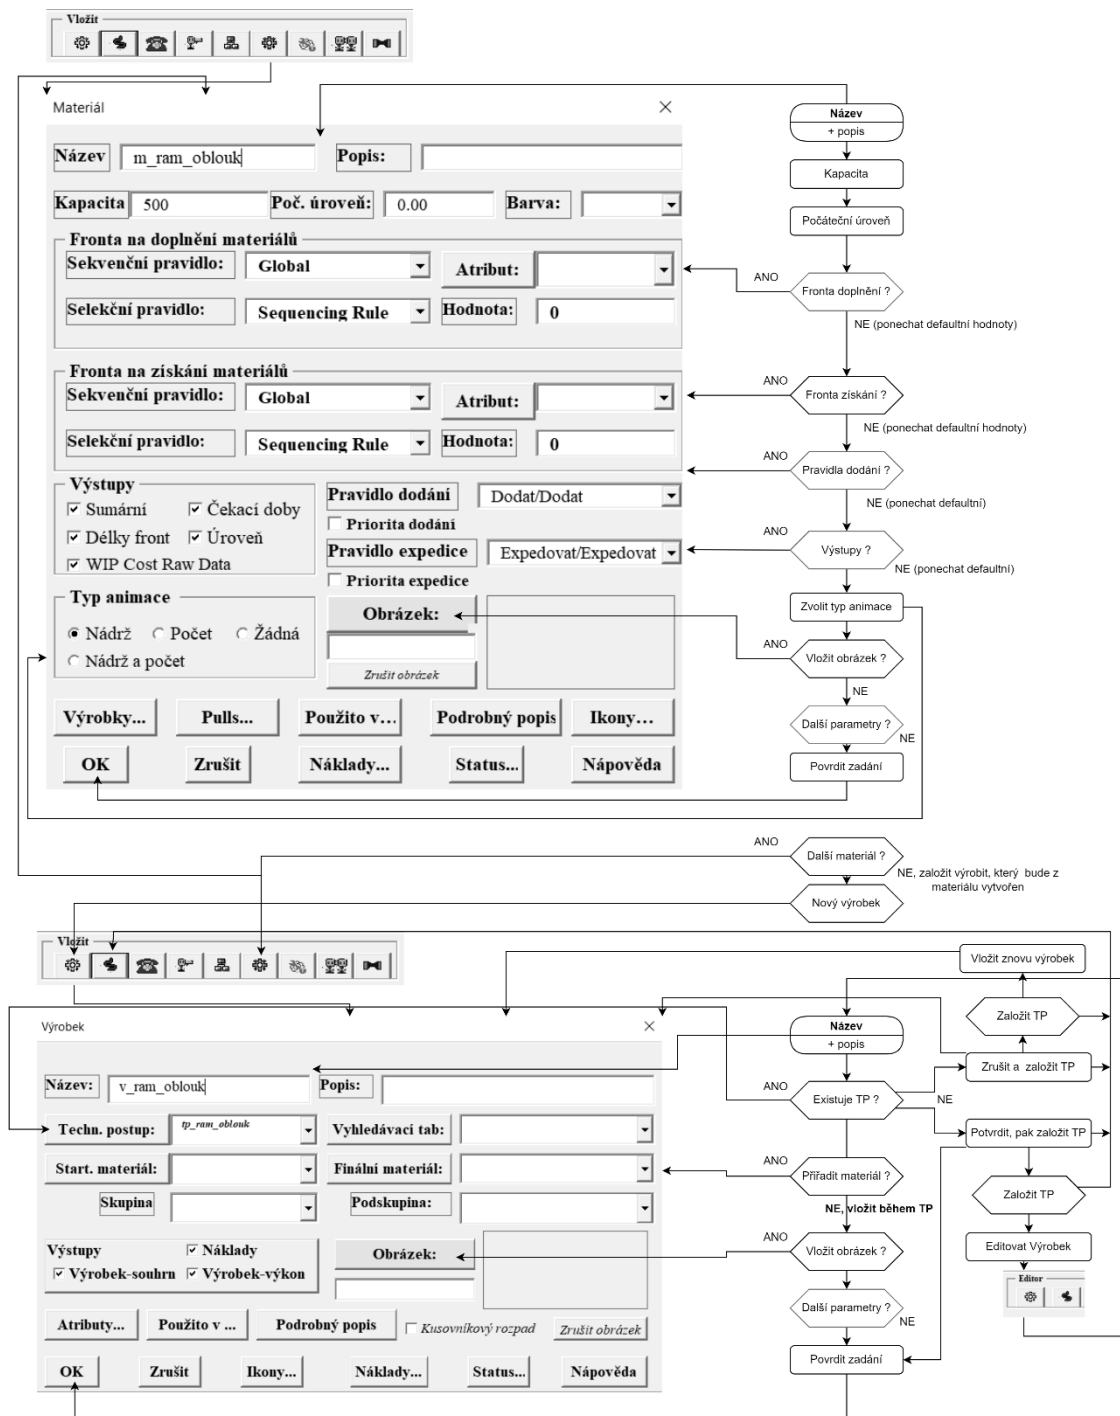 Vložit
Materiál
Název
m_ram_oblouk
Popis:
Kapacita
500
Poč. úroveň:
0.00
Barva:
Fronta na doplnění materiálů
Sekvenční pravidlo:
Global
Atribut:
Selekční pravidlo:
Sequencing Rule
Hodnota:
0
Fronta na získání materiálů
Sekvenční pravidlo:
Global
Atribut:
Selekční pravidlo:
Sequencing Rule
Hodnota:
0
Výstupy
Sumární
Čekací doby
Délky front
Úroveň
WIP Cost Raw Data
Pravidlo dodání
Dodat/Dodat
Priorita dodání
Pravidlo expedice
Expedovat/Expedovat
Priorita expedice
Typ animace
Nádrž
Počet
Žádná
Nádrž a počet
Obrázek:
Zrušit obrázek
Výrobky...
Pulls...
Použito v...
Podrobný popis
Ikony...
OK
Zrušit
Náklady...
Status...
Nápověda
Název
+ popis
Kapacita
Počáteční úroveň
ANO
Fronta doplnění ?
NE (ponechat defaultní hodnoty)
ANO
Fronta získání ?
NE (ponechat defaultní hodnoty)
ANO
Pravidla dodání ?
NE (ponechat defaultní)
ANO
Výstupy ?
NE (ponechat defaultní)
Zvolit typ animace
ANO
Vložit obrázek ?
NE
Další parametry ?
NE
Povrdit zadání
ANO
Další materiál ?
NE, založit výrobit, který bude z
materiálu vytvořen
Nový výrobek
Vložit
Výrobek
Název:
v_ram_oblouk
Popis:
Techn. postup:
tp_ram_oblouk
Vyhledávací tab:
Start. materiál:
Finální materiál:
Skupina
Podskupina:
Výstupy
Náklady
Výrobek-souhrn
Výrobek-výkon
Obrázek:
Atributy...
Použito v ...
Podrobný popis
Kusovníkový rozpad
Zrušit obrázek
OK
Zrušit
Ikony...
Náklady...
Status...
Nápověda
Název
+ popis
ANO
Existuje TP ?
NE
ANO
Přiřadit materiál ?
NE, vložit během TP
ANO
Vložit obrázek ?
Další parametry ?
NE
Povrdit zadání
Vložit znovu výrobek
Založit TP
Zrušit a založit TP
Potvrdit, pak založit TP
Založit TP
Editovat Výrobek
Editor